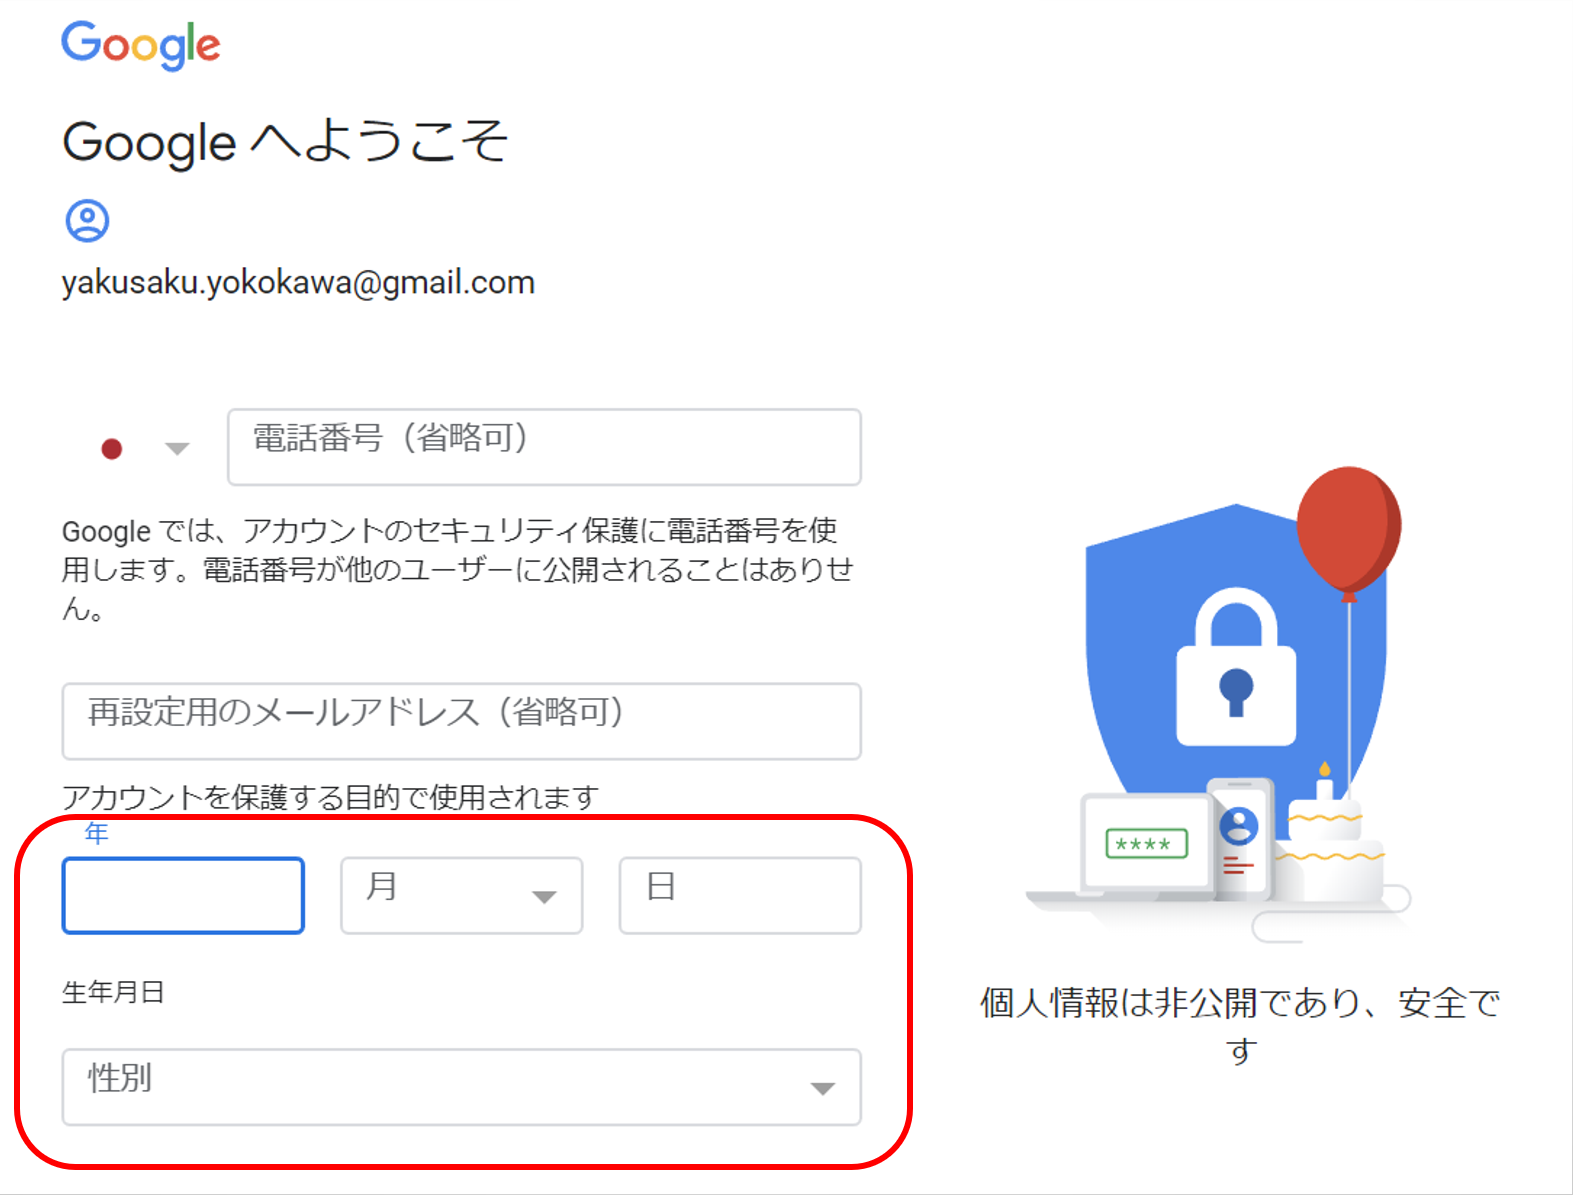 Google
Google へようこそ
yakusaku.yokokawa@gmail.com
電話番号（省略可）
Google では、アカウントのセキュリティ保護に電話番号を使
用します。電話番号が他のユーザーに公開されることはありませ
ん。
再設定用のメールアドレス（省略可）
アカウントを保護する目的で使用されます
年
月
日
生年月日
性別
****
個人情報は非公開であり、安全で
す